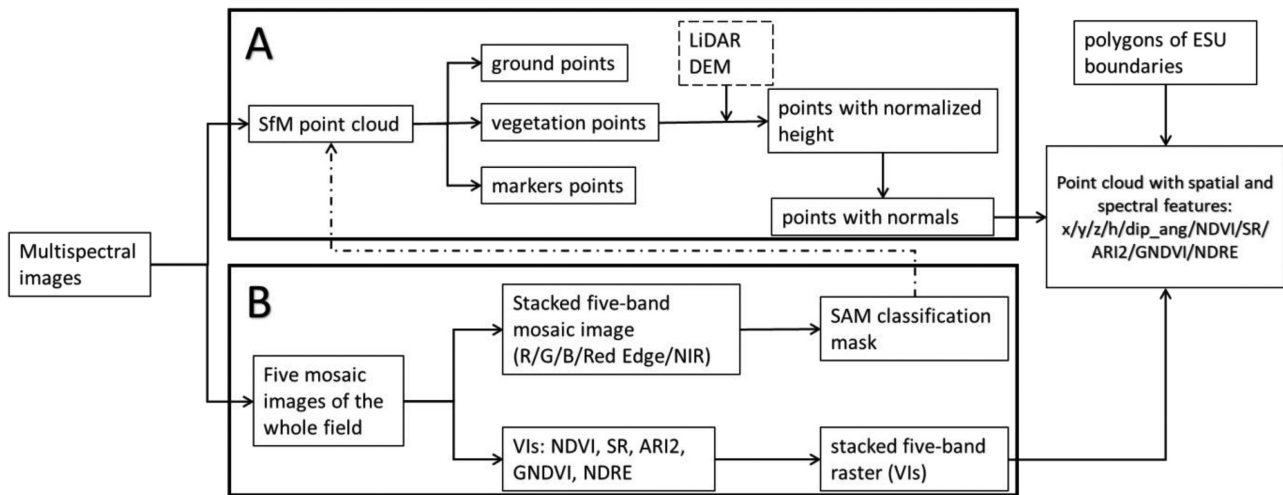 A
SfM point cloud
ground points
vegetation points
markers points
LiDAR
DEM
points with normalized
height
points with normals
polygons of ESU
boundaries
Point cloud with spatial and
spectral features:
x/y/z/h/dip_ang/NDVI/SR/
ARI2/GNDVI/NDRE
Multispectral
images
B
Five mosaic
images of the
whole field
Stacked five-band
mosaic image
(R/G/B/Red Edge/NIR)
SAM classification
mask
VIs: NDVI, SR, ARI2,
GNDVI, NDRE
stacked five-band
raster (VIs)